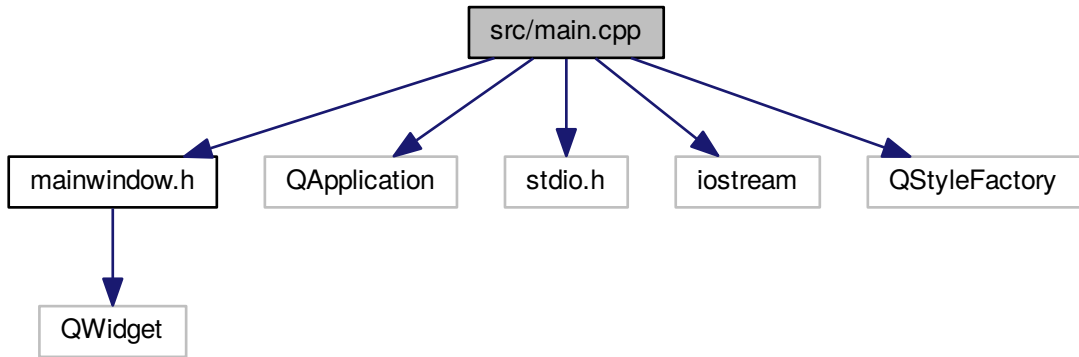 src/main.cpp
mainwindow.h
QApplication
stdio.h
iostream
QStyleFactory
QWidget